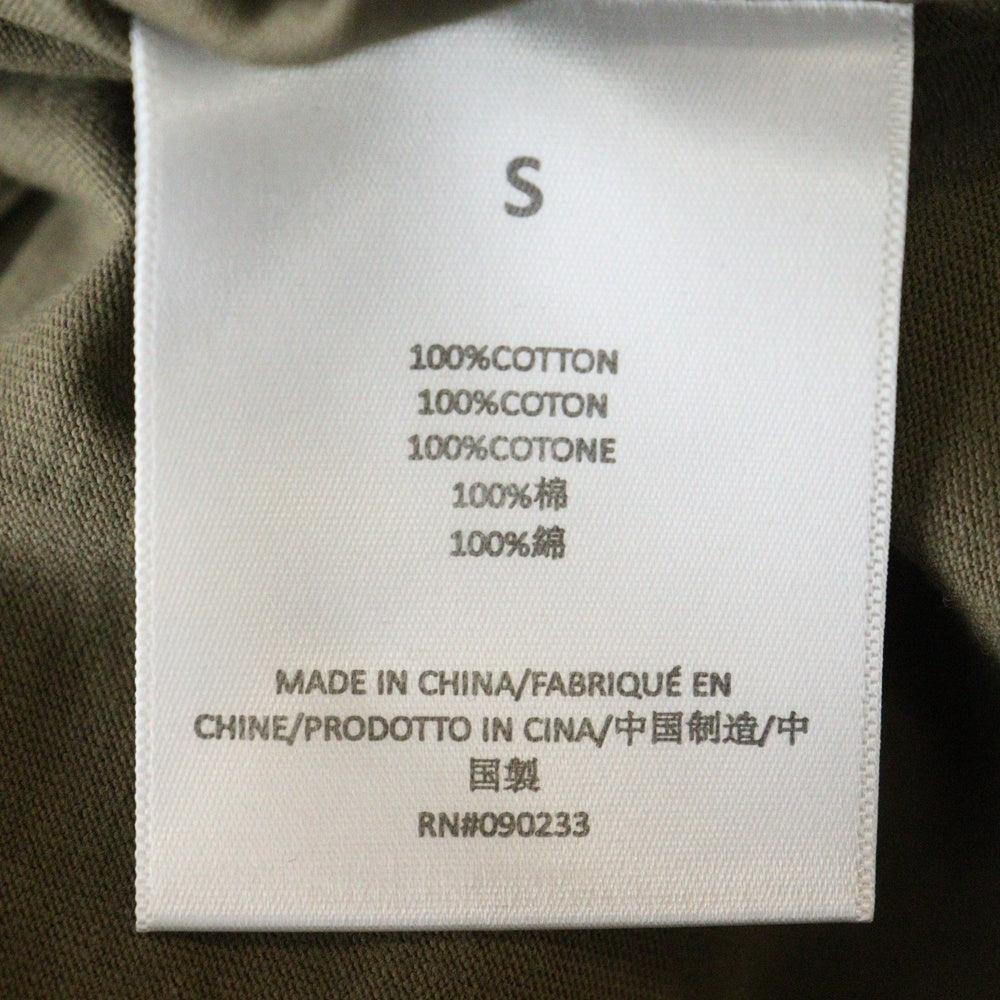 S
100%COTTON
100%COTON
100%COTONE
100%棉
100%綿
MADE IN CHINA/FABRIQUÉ EN
CHINE/PRODOTTO IN CINA/中国制造/中
国製
RN#090233